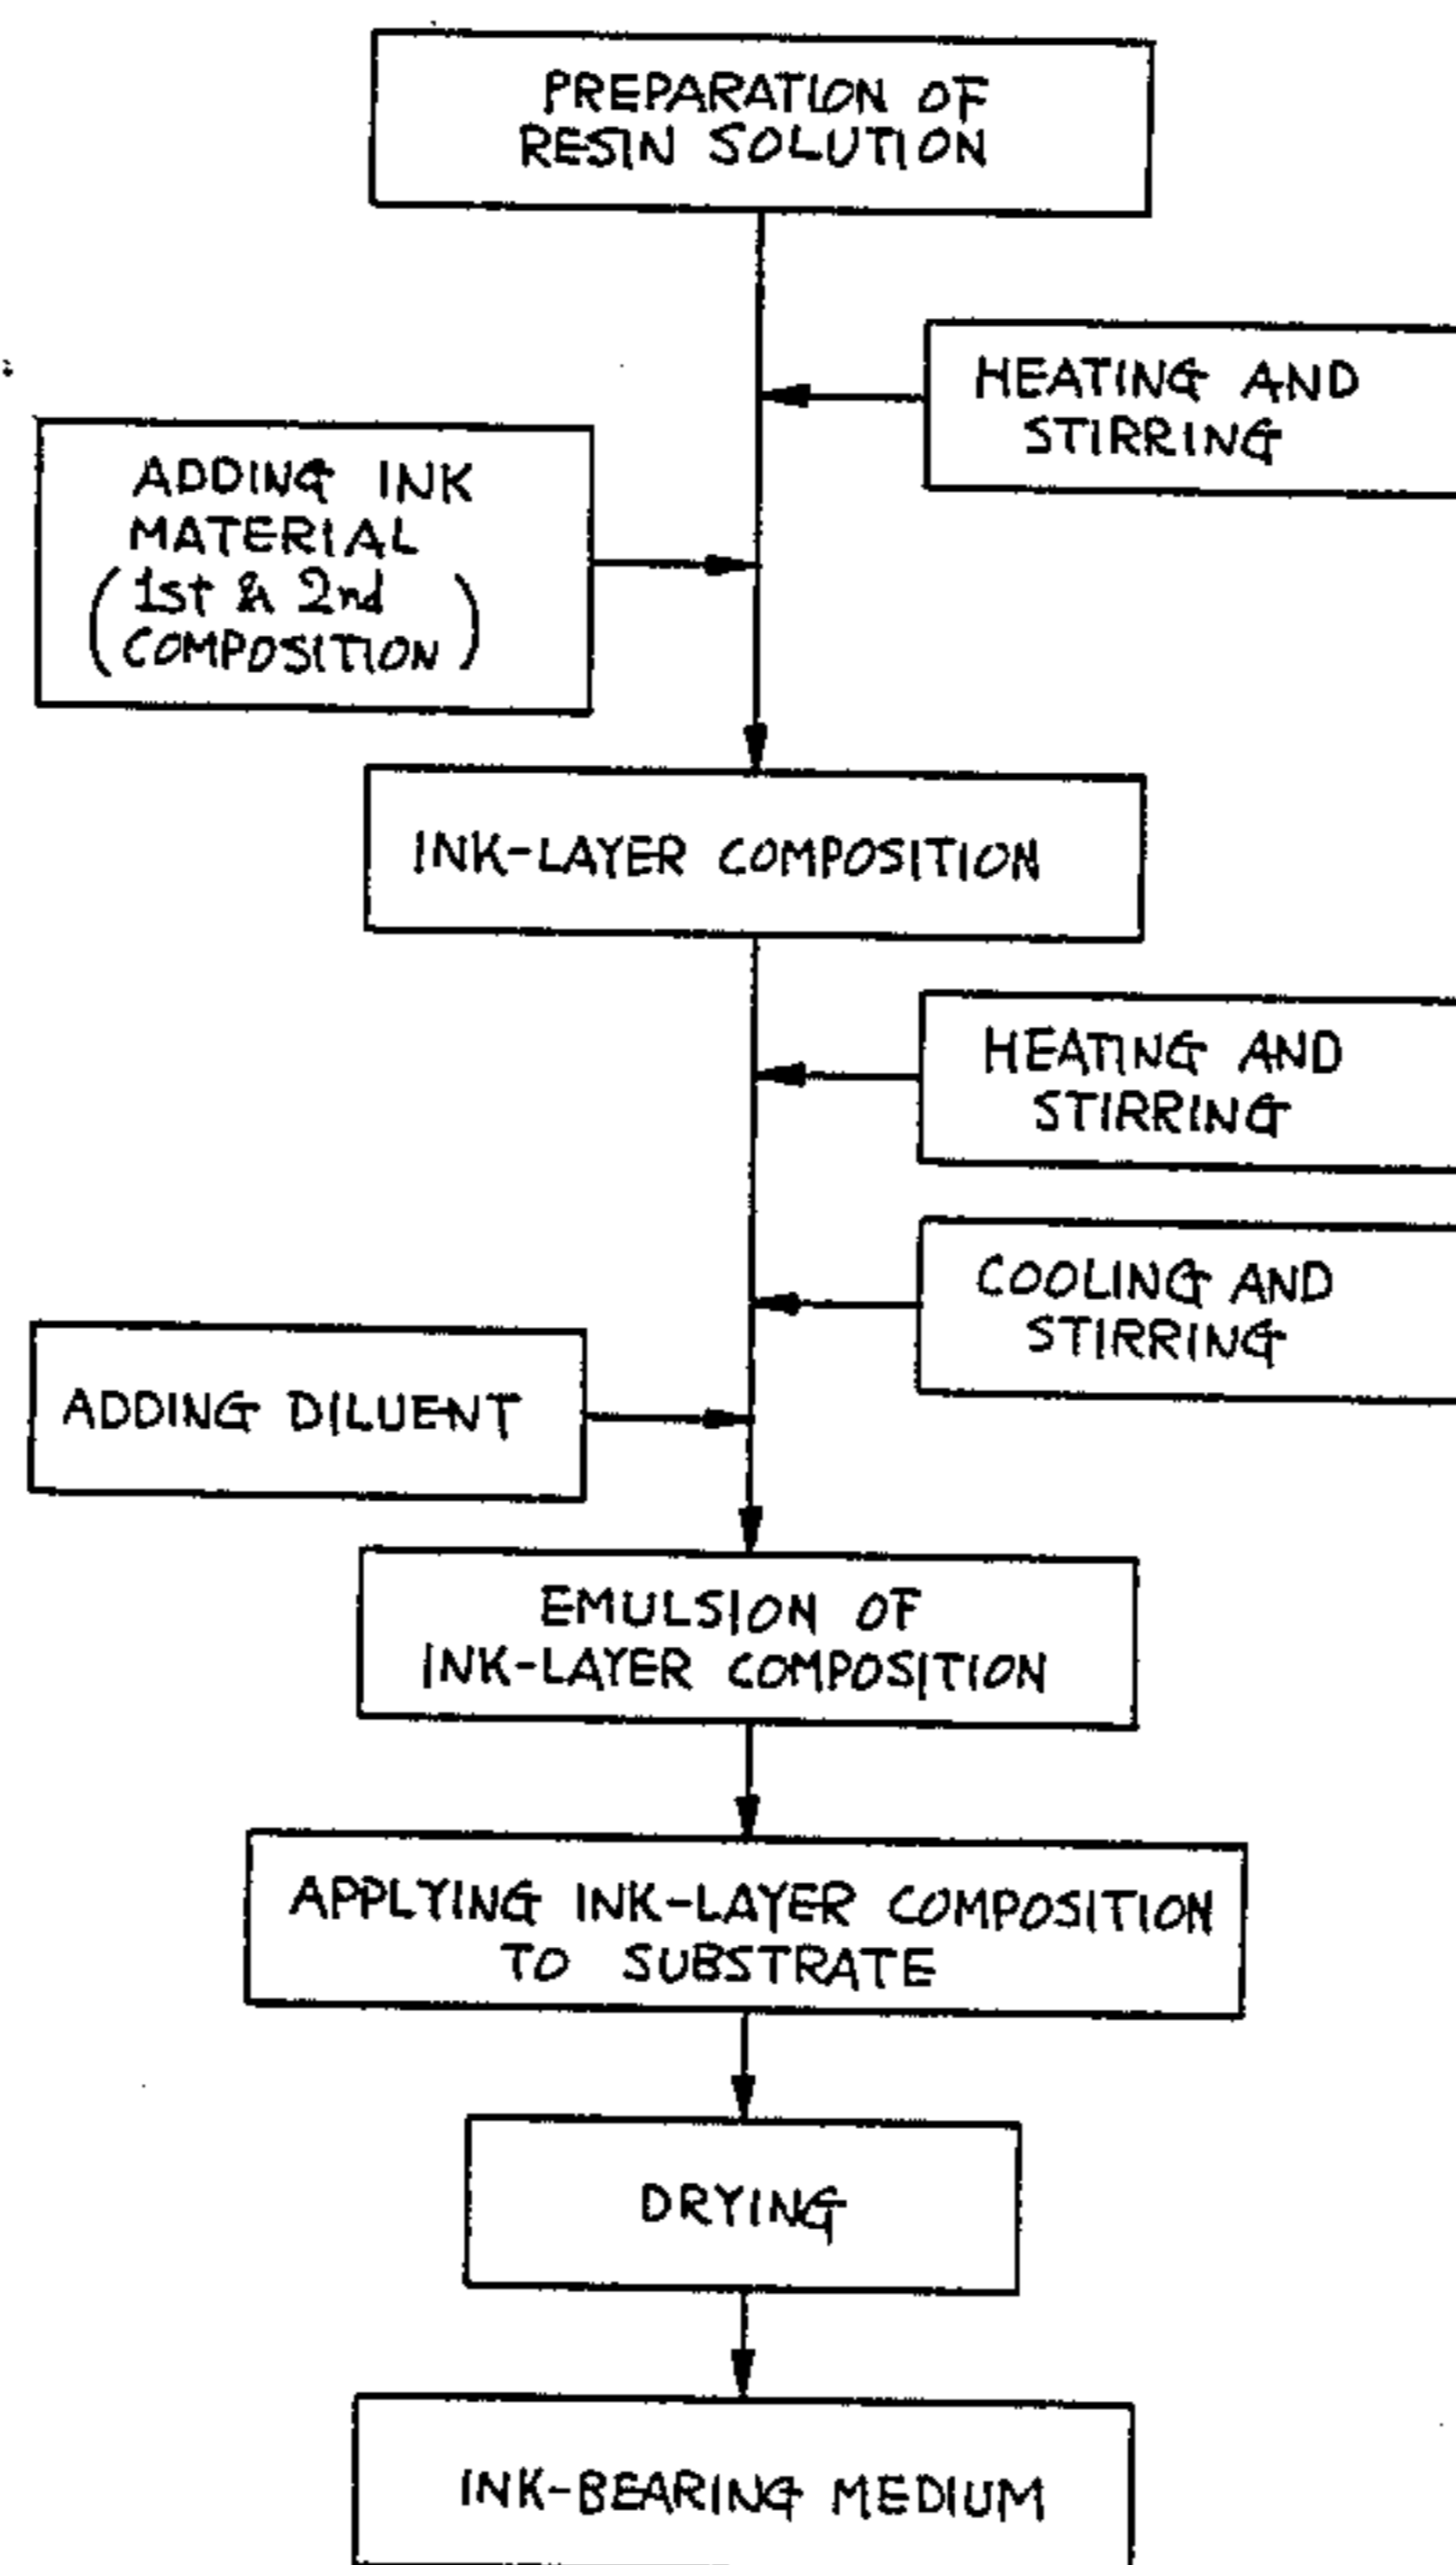 PREPARATION OF
RESIN SOLUTION
HEATING AND
STIRRING
ADDING INK
MATERIAL
(1st & 2nd
COMPOSITION)
INK-LAYER COMPOSITION
HEATING AND
STIRRING
COOLING AND
STIRRING
ADDING DILUENT
EMULSION OF
INK-LAYER COMPOSITION
APPLYING INK-LAYER COMPOSITION
TO SUBSTRATE
DRYING
INK-BEARING MEDIUM